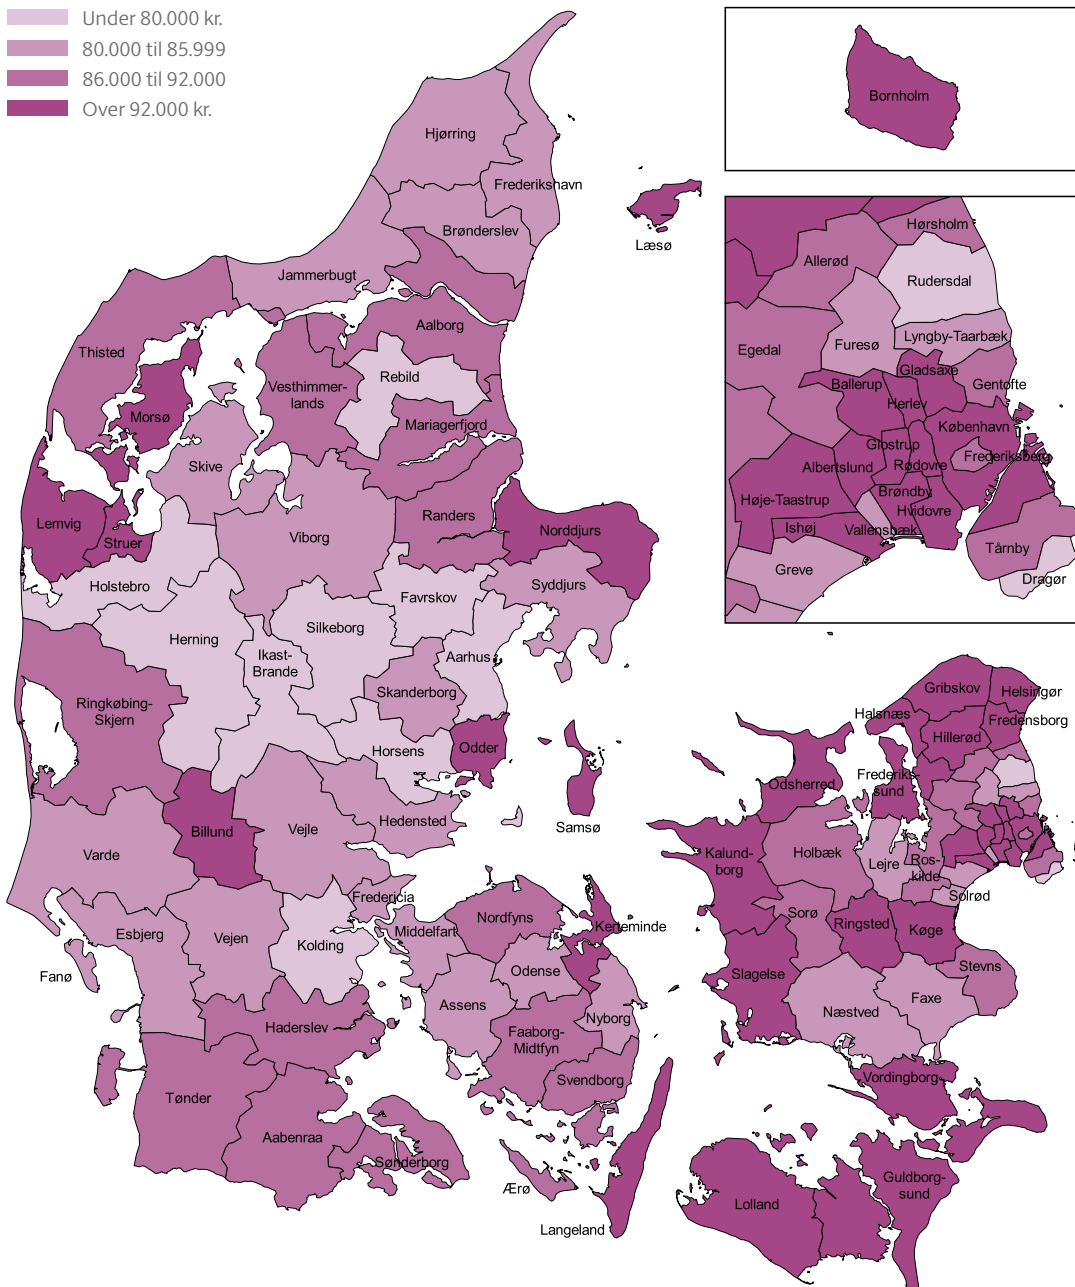 Under 80.000 kr.
80.000 til 85.999
86.000 til 92.000
Over 92.000 kr.
Hjørring
Frederikshavn
Brønderslev
Læsø
Jammerbugt
Aalborg
Thisted
Rebild
Vesthimmer-
lands
Morsø
Mariagerfjord
Skive
Lemvig
Randers
Norddjurs
Struer
Viborg
Holstebro
Favrskov
Syddjurs
Silkeborg
Herning
Ikast-
Brande
Aarhus
Skanderborg
Ringkøbing-
Skjern
Horsens
Odder
Hedensted
Samsø
Billund
Vejle
Varde
Fredericia
Nordfyns
Kerteminde
Middelfart
Esbjerg
Vejen
Kolding
Odense
Fanø
Assens
Nyborg
Haderslev
Faaborg-
Midtfyn
Svendborg
Tønder
Aabenraa
Sønderborg
Ærø
Langeland
Bornholm
Hørsholm
Allerød
Rudersdal
Lyngby-Taarbæk
Furesø
Egedal
Gladsaxe
Ballerup
Gentofte
Herlev
København
Glostrup
Frederiksberg
Albertslund
Rødovre
Høje-Taastrup
Brøndby
Hvidovre
Ishøj
Vallensbæk
Tårnby
Greve
Dragør
Gribskov
Helsingør
Halsnæs
Fredensborg
Hillerød
Frederiks-
sund
Odsherred
Kalund-
borg
Holbæk
Lejre
Ros-
kilde
Solrød
Sorø
Ringsted
Køge
Slagelse
Stevns
Faxe
Næstved
Vordingborg
Guldborg-
sund
Lolland